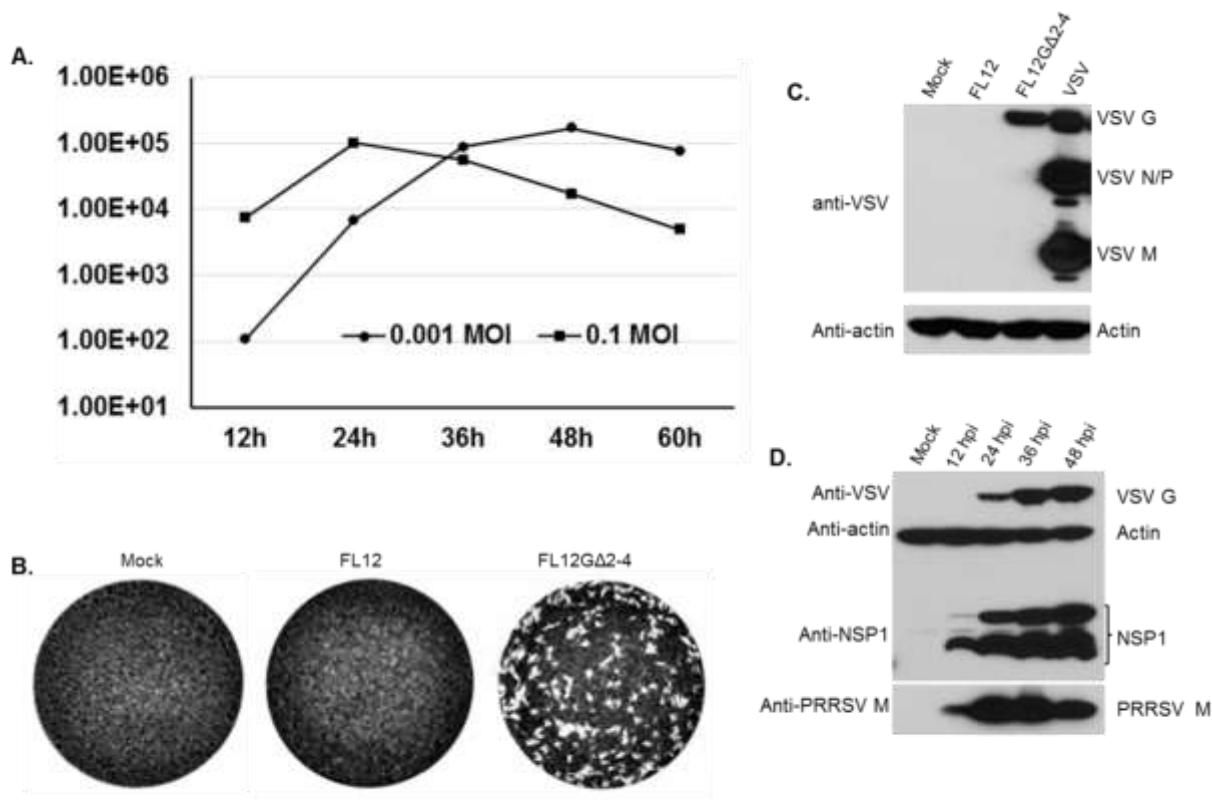 A.
1.00E+06
1.00E+05
1.00E+04
1.00E+03
1.00E+02
1.00E+01
0.001 MOI 0.1 MOI
12h 24h 36h 48h 60h
B.
Mock FL12 FL12GΔ2-4
C.
Mock FL12 FL12GΔ2-4 VSV
anti-VSV
VSV G
VSV N/P
VSV M
Anti-actin Actin
D.
Mock 12 hpi 24 hpi 36 hpi 48 hpi
Anti-VSV VSV G
Anti-actin Actin
Anti-NSP1 NSP1
Anti-PRRSV M PRRSV M